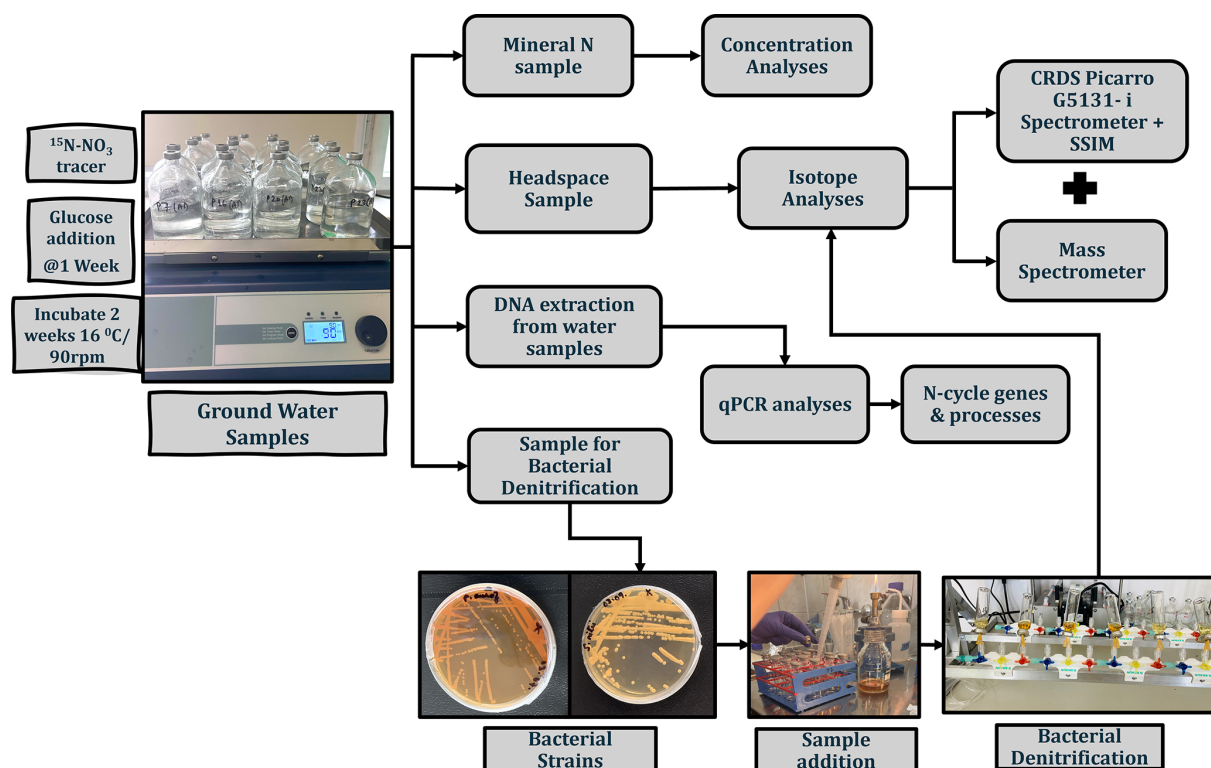 Mineral N
sample
Concentration
Analyses
CRDS Picarro
G5131- i
Spectrometer +
SSIM
¹⁵N-NO₃
tracer
Headspace
Sample
Isotope
Analyses
Glucose
addition
@1 Week
Mass
Spectrometer
Incubate 2
weeks 16 ⁰C/
90rpm
DNA extraction
from water
samples
qPCR analyses
N-cycle genes
& processes
Ground Water
Samples
Sample for
Bacterial
Denitrification
Bacterial
Strains
Sample
addition
Bacterial
Denitrification